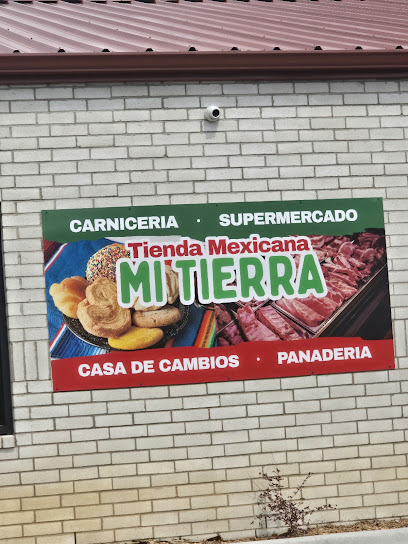 CARNICERIA · SUPERMERCADO
Tienda Mexicana
MI TIERRA
CASA DE CAMBIOS · PANADERIA